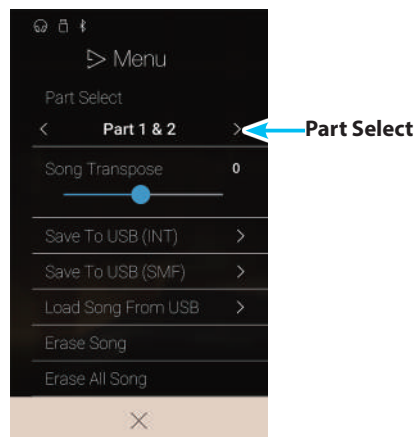 Menu
Part Select
Part 1 & 2
Part Select
Song Transpose 0
Save To USB (INT)
Save To USB (SMF)
Load Song From USB
Erase Song
Erase All Song